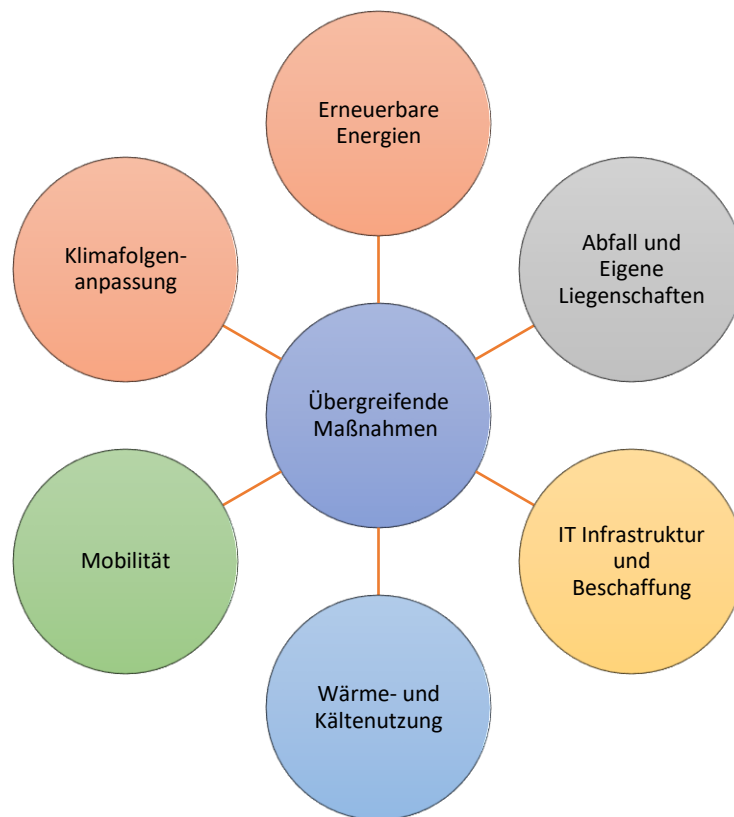 Erneuerbare
Energien
Klimafolgen-
anpassung
Abfall und
Eigene
Liegenschaften
Übergreifende
Maßnahmen
Mobilität
IT Infrastruktur
und
Beschaffung
Wärme- und
Kältenutzung